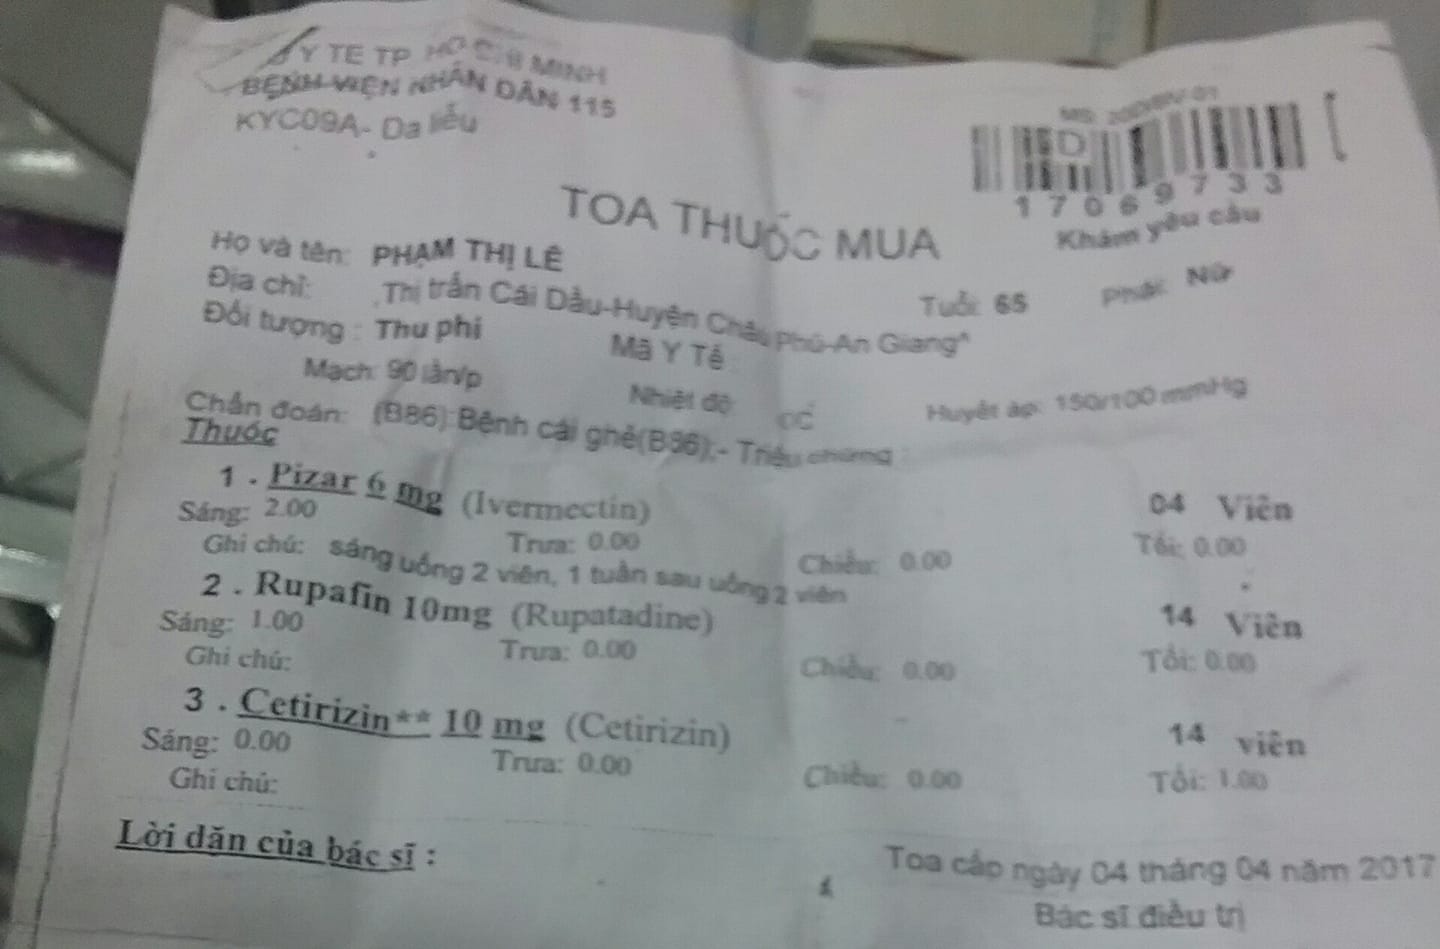 Y TẾ TP HỒ CHÍ MINH
BỆNH VIỆN NHÂN DÂN 115
KYC09A- Da liễu
D
17069733
Khám yêu cầu
TOA THUỐC MUA
Họ và tên: PHẠM THỊ LÊ Tuổi: 65 Phái: Nữ
Địa chỉ: Thị trấn Cái Dầu-Huyện Châu Phú-An Giang*
Đối tượng : Thu phí Mã Y Tế
Mạch: 90 lần/p Nhiệt độ Huyết áp: 150/100 mmHg
Chẩn đoán: (B86) Bệnh cái ghẻ(B86);- Triệu chứng :
Thuốc
1 . Pizar 6 mg (Ivermectin) 04 Viên
Sáng: 2.00 Trưa: 0.00 Chiều: 0.00 Tối: 0.00
Ghi chú: sáng uống 2 viên, 1 tuần sau uống 2 viên
2 . Rupafin 10mg (Rupatadine) 14 Viên
Sáng: 1.00 Trưa: 0.00 Chiều: 0.00 Tối: 0.00
Ghi chú:
3 . Cetirizin** 10 mg (Cetirizin) 14 viên
Sáng: 0.00 Trưa: 0.00 Chiều: 0.00 Tối: 1.00
Ghi chú:
Lời dặn của bác sĩ :
Toa cấp ngày 04 tháng 04 năm 2017
Bác sĩ điều trị